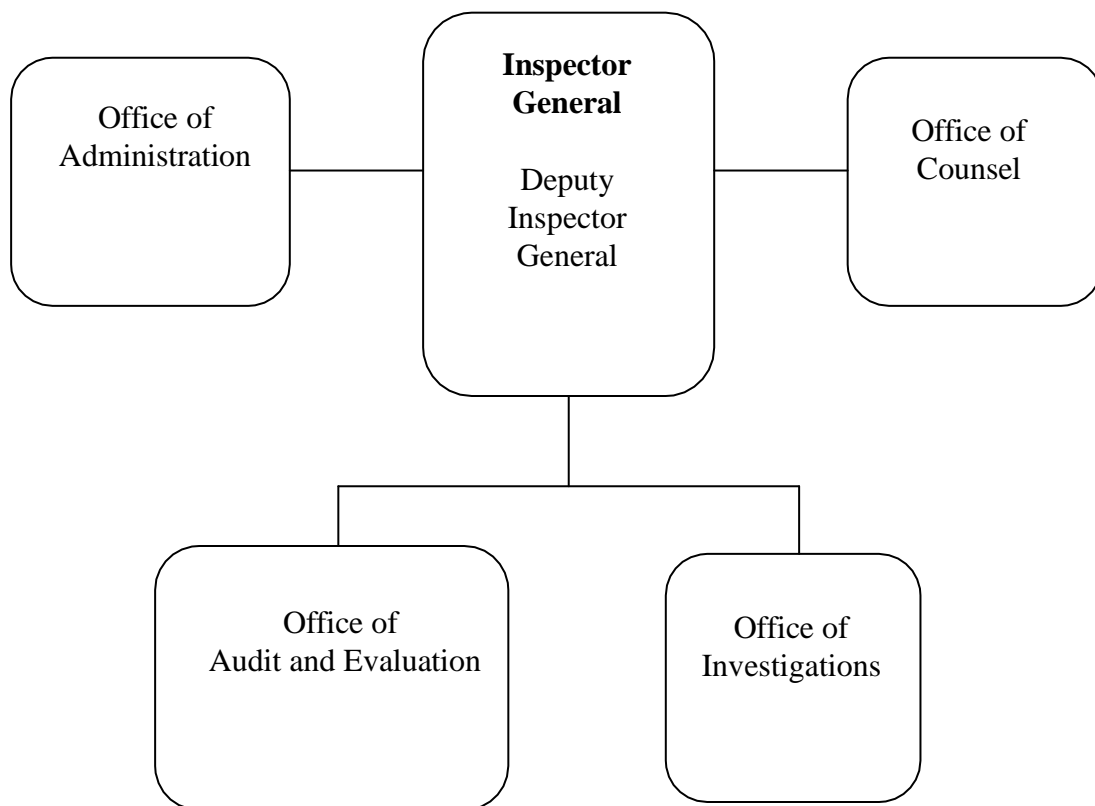 Office of
Administration
Inspector
General
Deputy
Inspector
General
Office of
Counsel
Office of
Audit and Evaluation
Office of
Investigations